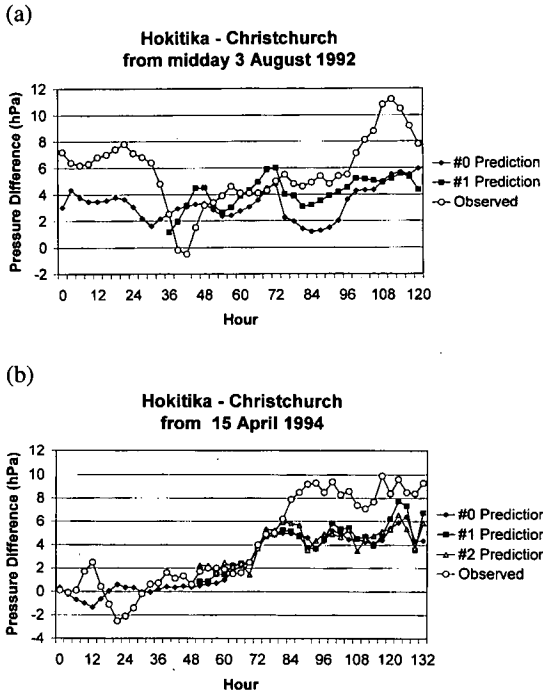 (a)
Hokitika - Christchurch
from midday 3 August 1992
Pressure Difference (hPa)
12
10
8
6
4
2
0
-2
0 12 24 36 48 60 72 84 96 108 120
Hour
#0 Prediction
#1 Prediction
Observed
(b)
Hokitika - Christchurch
from 15 April 1994
Pressure Difference (hPa)
12
10
8
6
4
2
0
-2
-4
0 12 24 36 48 60 72 84 96 108 120 132
Hour
#0 Prediction
#1 Prediction
#2 Prediction
Observed